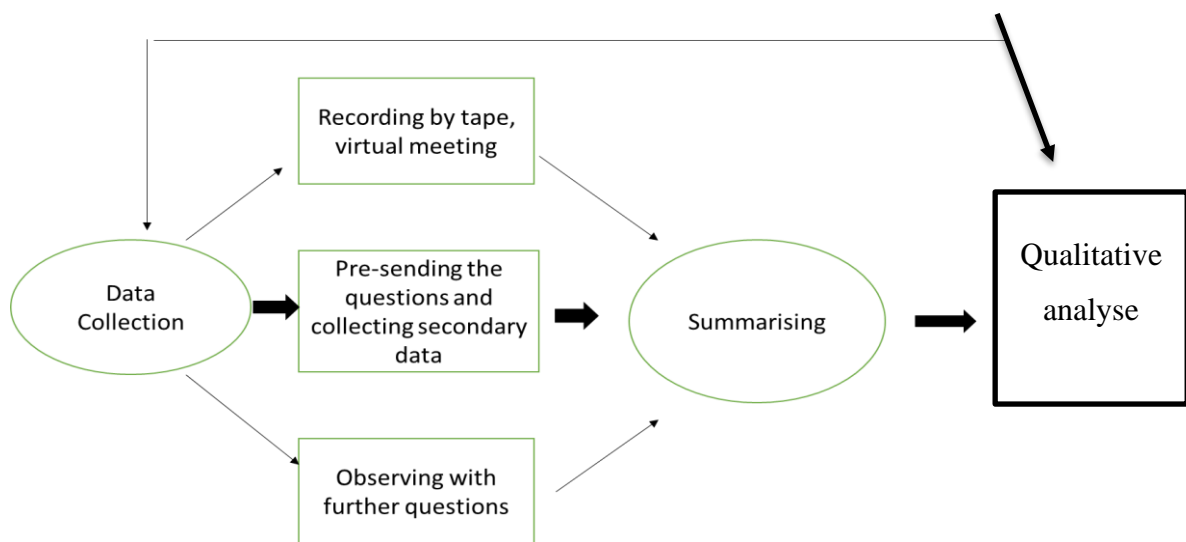 Recording by tape,
virtual meeting
Data
Collection
Pre-sending the
questions and
collecting secondary
data
Summarising
Qualitative
analyse
Observing with
further questions